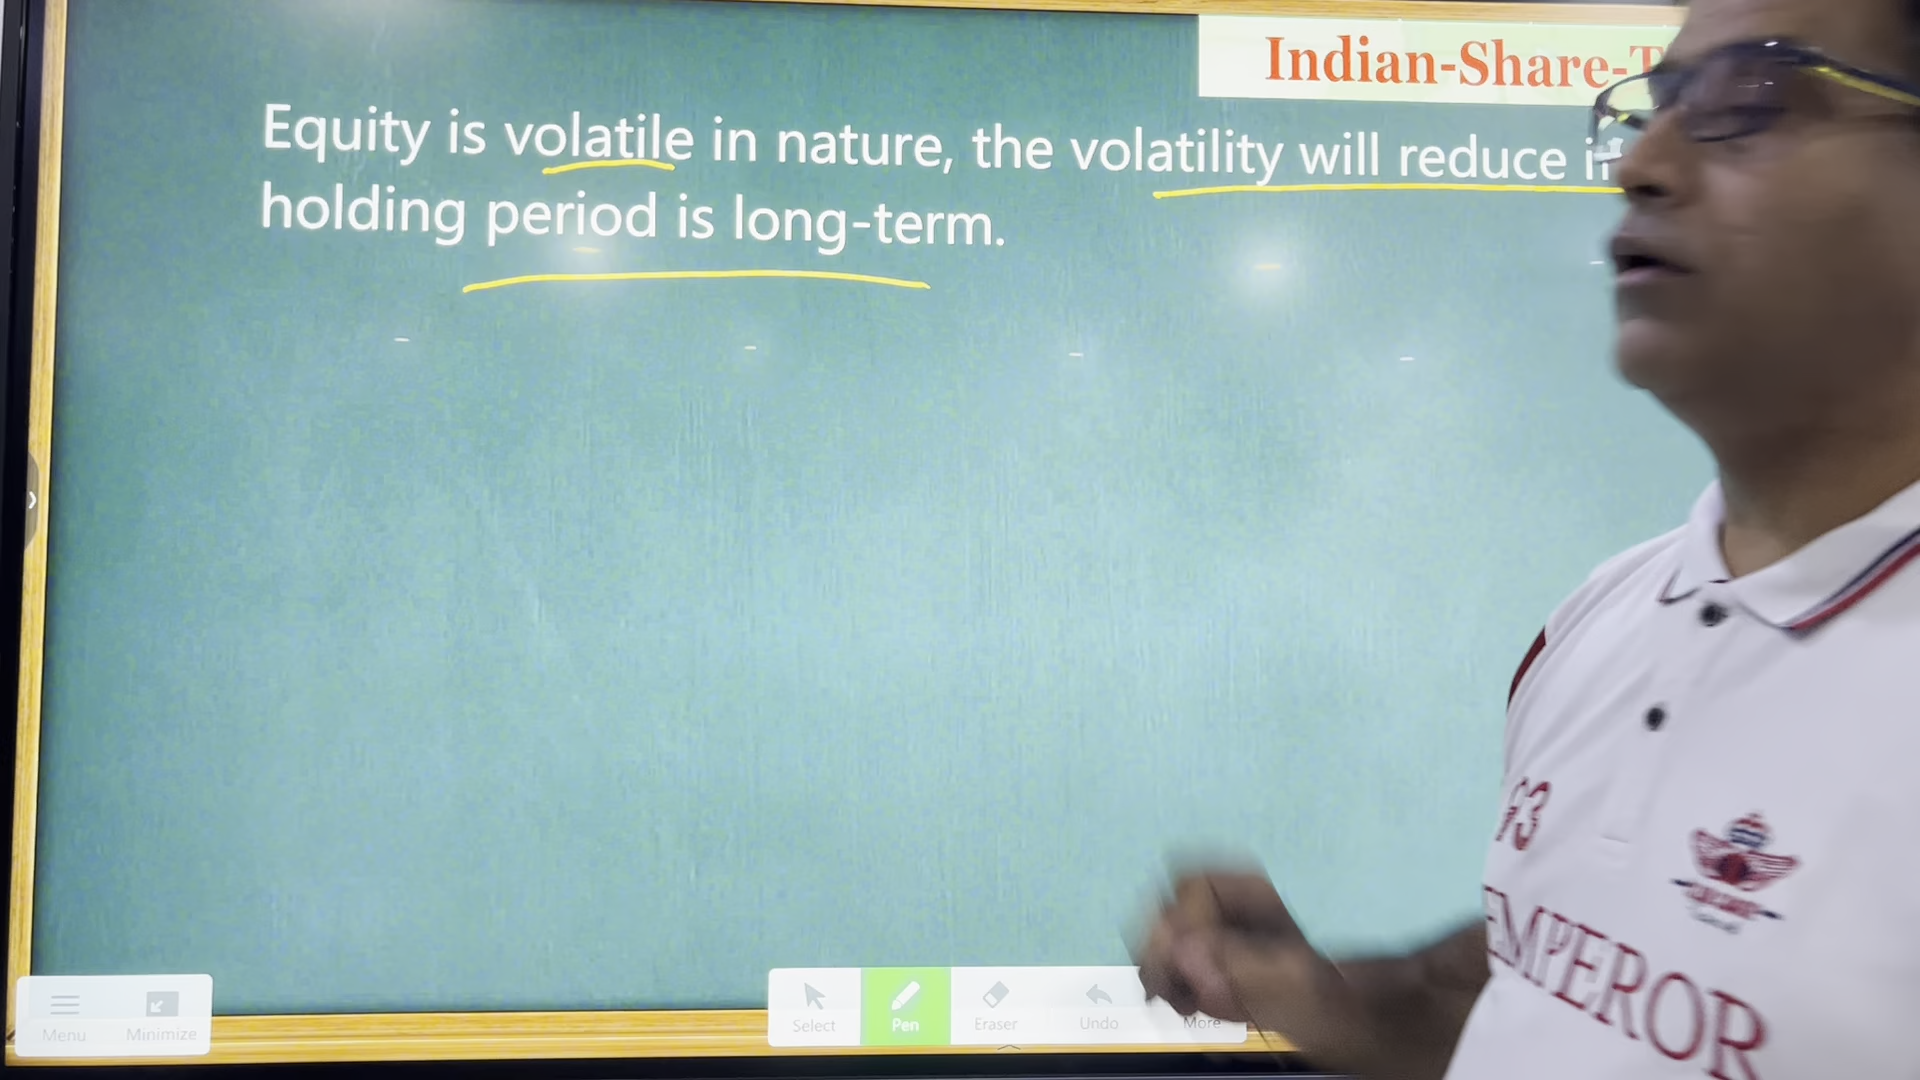 Indian-Share-T
Equity is volatile in nature, the volatility will reduce
holding period is long-term.
93
EMPEROR
Menu
Minimize
Select
Pen
Eraser
Undo
More